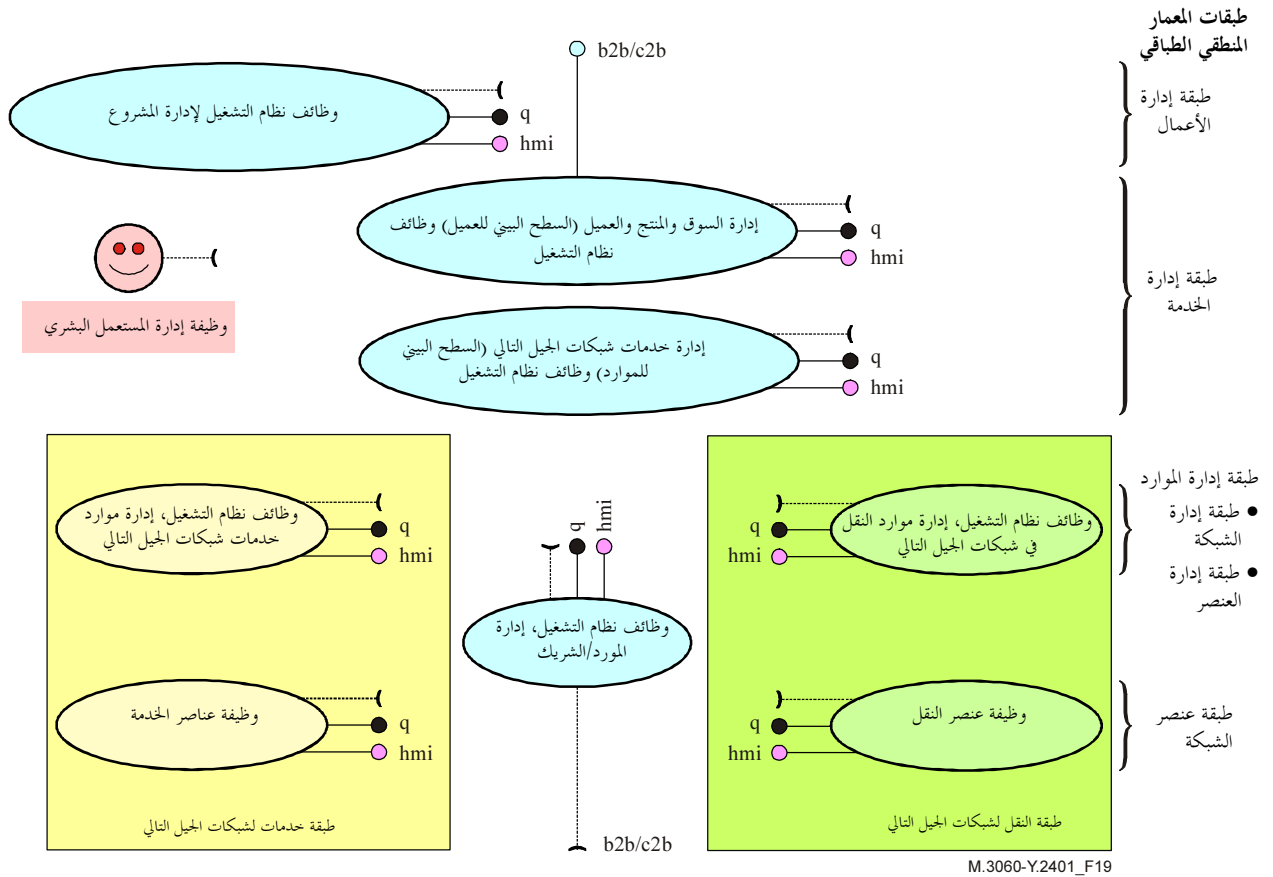 طبقات المعمار
المنطقي الطباقي
b2b/c2b
طبقة إدارة
الأعمال
وظائف نظام التشغيل لإدارة المشروع
q
hmi
إدارة السوق والمنتج والعميل (السطح البيني للعميل) وظائف
نظام التشغيل
q
hmi
طبقة إدارة
الخدمة
وظيفة إدارة المستعمل البشري
إدارة خدمات شبكات الجيل التالي (السطح البيني
للموارد) وظائف نظام التشغيل
q
hmi
طبقة إدارة الموارد
● طبقة إدارة
الشبكة
● طبقة إدارة
العنصر
وظائف نظام التشغيل، إدارة موارد النقل
في شبكات الجيل التالي
q
hmi
q
hmi
وظائف نظام التشغيل، إدارة
المورد/الشريك
وظائف نظام التشغيل، إدارة موارد
خدمات شبكات الجيل التالي
q
hmi
طبقة عنصر
الشبكة
وظيفة عنصر النقل
q
hmi
وظيفة عناصر الخدمة
q
hmi
طبقة النقل لشبكات الجيل التالي
b2b/c2b
طبقة خدمات لشبكات الجيل التالي
M.3060-Y.2401_F19